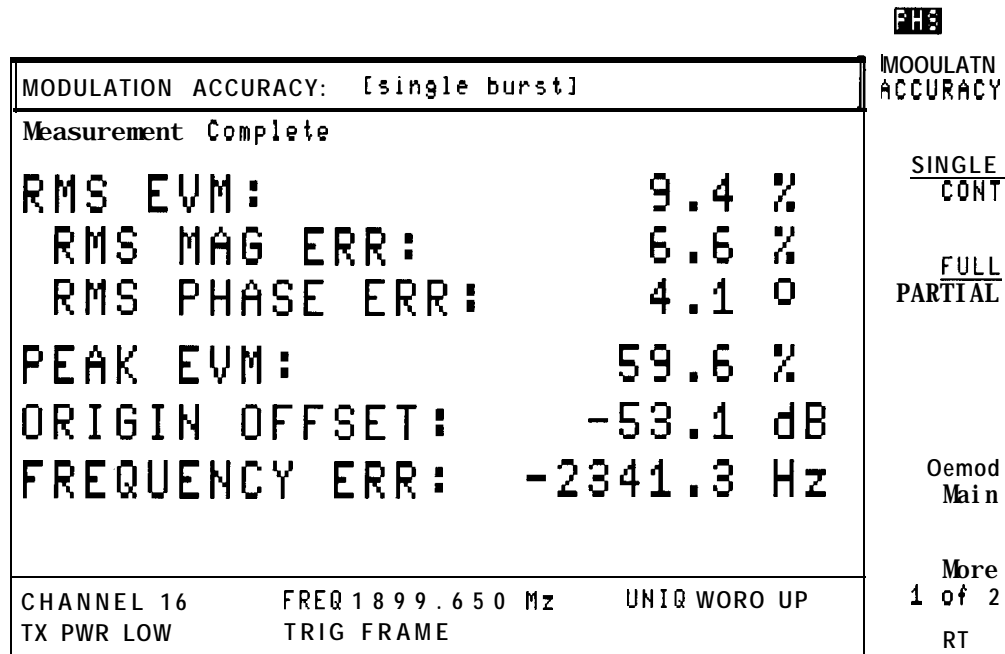 PHS
MODULATION ACCURACY: [single burst]
Measurement Complete
RMS EVM: 9.4 %
RMS MAG ERR: 6.6 %
RMS PHASE ERR: 4.1 °
PEAK EVM: 59.6 %
ORIGIN OFFSET: -53.1 dB
FREQUENCY ERR: -2341.3 Hz
CHANNEL 16 FREQ 1899.650 Mz UNIQ WORO UP
TX PWR LOW TRIG FRAME
MOOULATN
ACCURACY
SINGLE
CONT
FULL
PARTIAL
Oemod
Main
More
1 of 2
RT